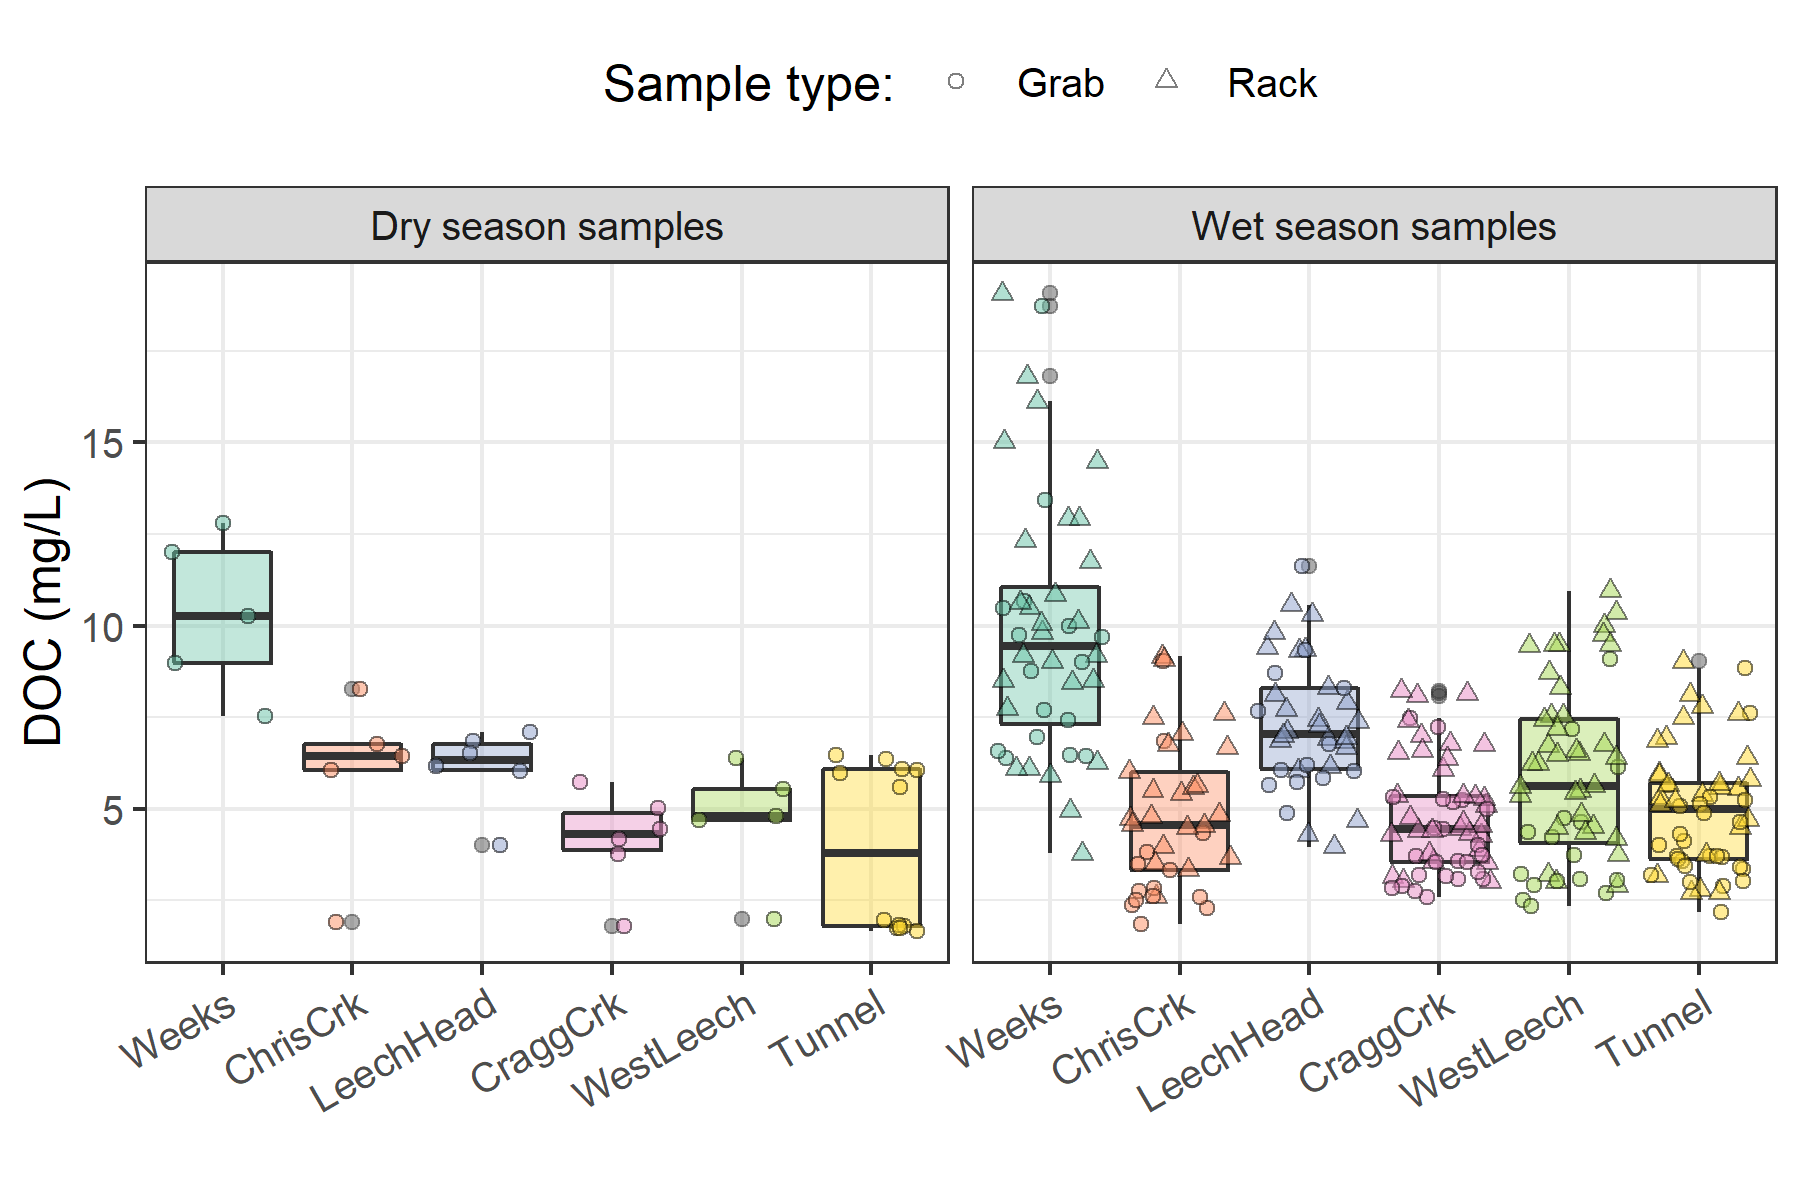 Sample type: Grab Rack
Dry season samples Wet season samples
DOC (mg/L)
15
10
5
Weeks ChrisCrk LeechHead CraggCrk WestLeech Tunnel Weeks ChrisCrk LeechHead CraggCrk WestLeech Tunnel